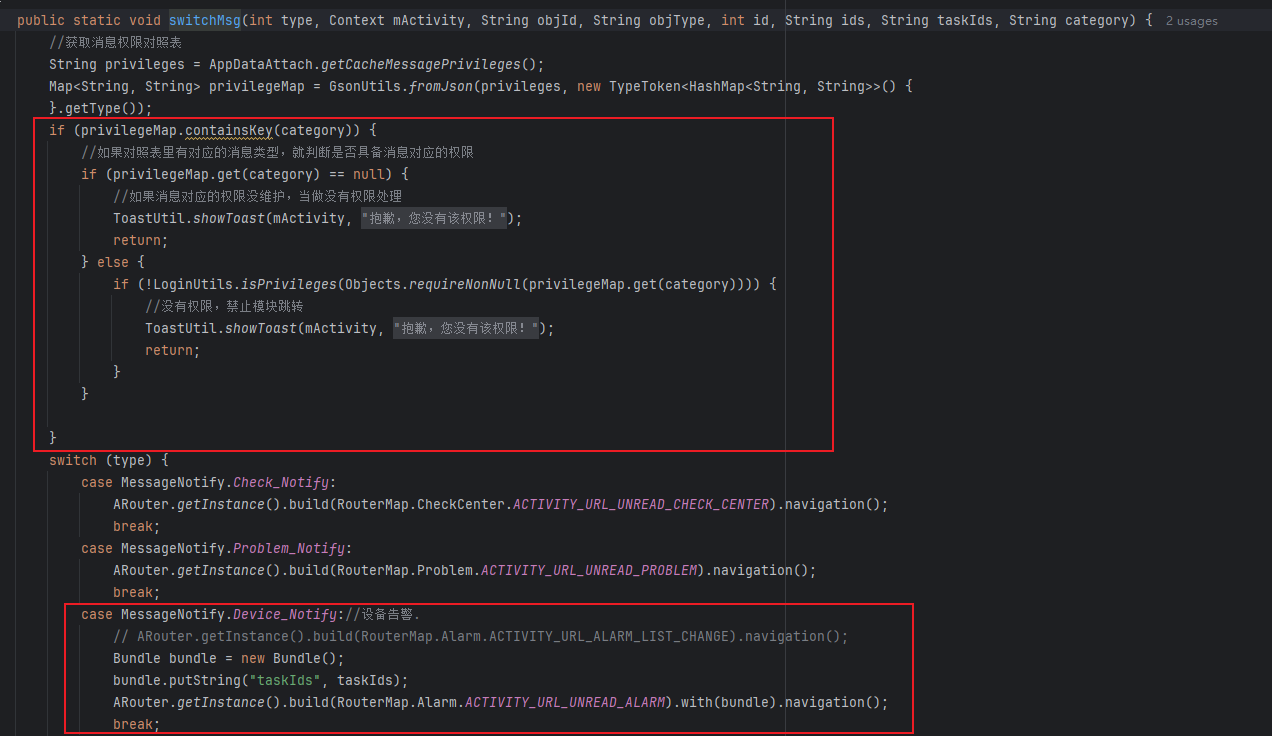 public static void switchMsg(int type, Context mActivity, String objId, String objType, int id, String ids, String taskIds, String category) { 2 usages
//获取消息权限对照表
String privileges = AppDataAttach.getCacheMessagePrivileges();
Map<String, String> privilegeMap = GsonUtils.fromJson(privileges, new TypeToken<HashMap<String, String>>() {
}.getType());
if (privilegeMap.containsKey(category)) {
//如果对照表里有对应的消息类型，就判断是否具备消息对应的权限
if (privilegeMap.get(category) == null) {
//如果消息对应的权限没维护，当做没有权限处理
ToastUtil.showToast(mActivity, "抱歉，您没有该权限！");
return;
} else {
if (!LoginUtils.isPrivileges(Objects.requireNonNull(privilegeMap.get(category)))) {
//没有权限，禁止模块跳转
ToastUtil.showToast(mActivity, "抱歉，您没有该权限！");
return;
}
}
}
switch (type) {
case MessageNotify.Check_Notify:
ARouter.getInstance().build(RouterMap.CheckCenter.ACTIVITY_URL_UNREAD_CHECK_CENTER).navigation();
break;
case MessageNotify.Problem_Notify:
ARouter.getInstance().build(RouterMap.Problem.ACTIVITY_URL_UNREAD_PROBLEM).navigation();
break;
case MessageNotify.Device_Notify://设备告警.
// ARouter.getInstance().build(RouterMap.Alarm.ACTIVITY_URL_ALARM_LIST_CHANGE).navigation();
Bundle bundle = new Bundle();
bundle.putString("taskIds", taskIds);
ARouter.getInstance().build(RouterMap.Alarm.ACTIVITY_URL_UNREAD_ALARM).with(bundle).navigation();
break;